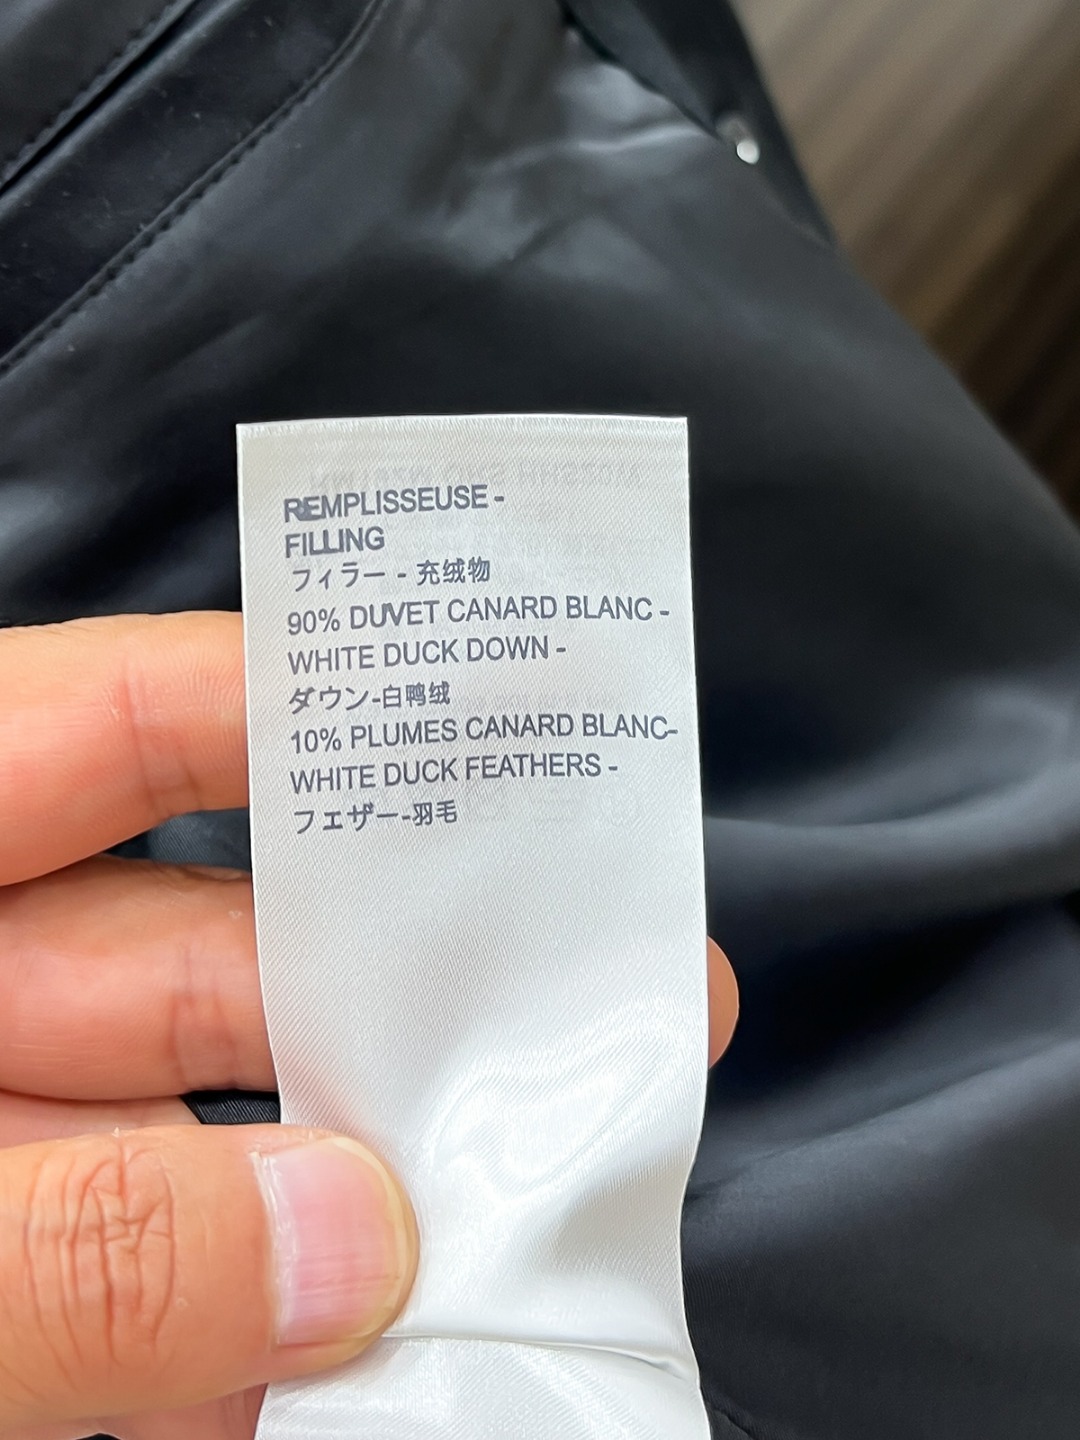 REMPLISSEUSE -
FILLING
フィラー - 充绒物
90% DUVET CANARD BLANC -
WHITE DUCK DOWN -
ダウン-白鸭绒
10% PLUMES CANARD BLANC-
WHITE DUCK FEATHERS -
フェザー-羽毛